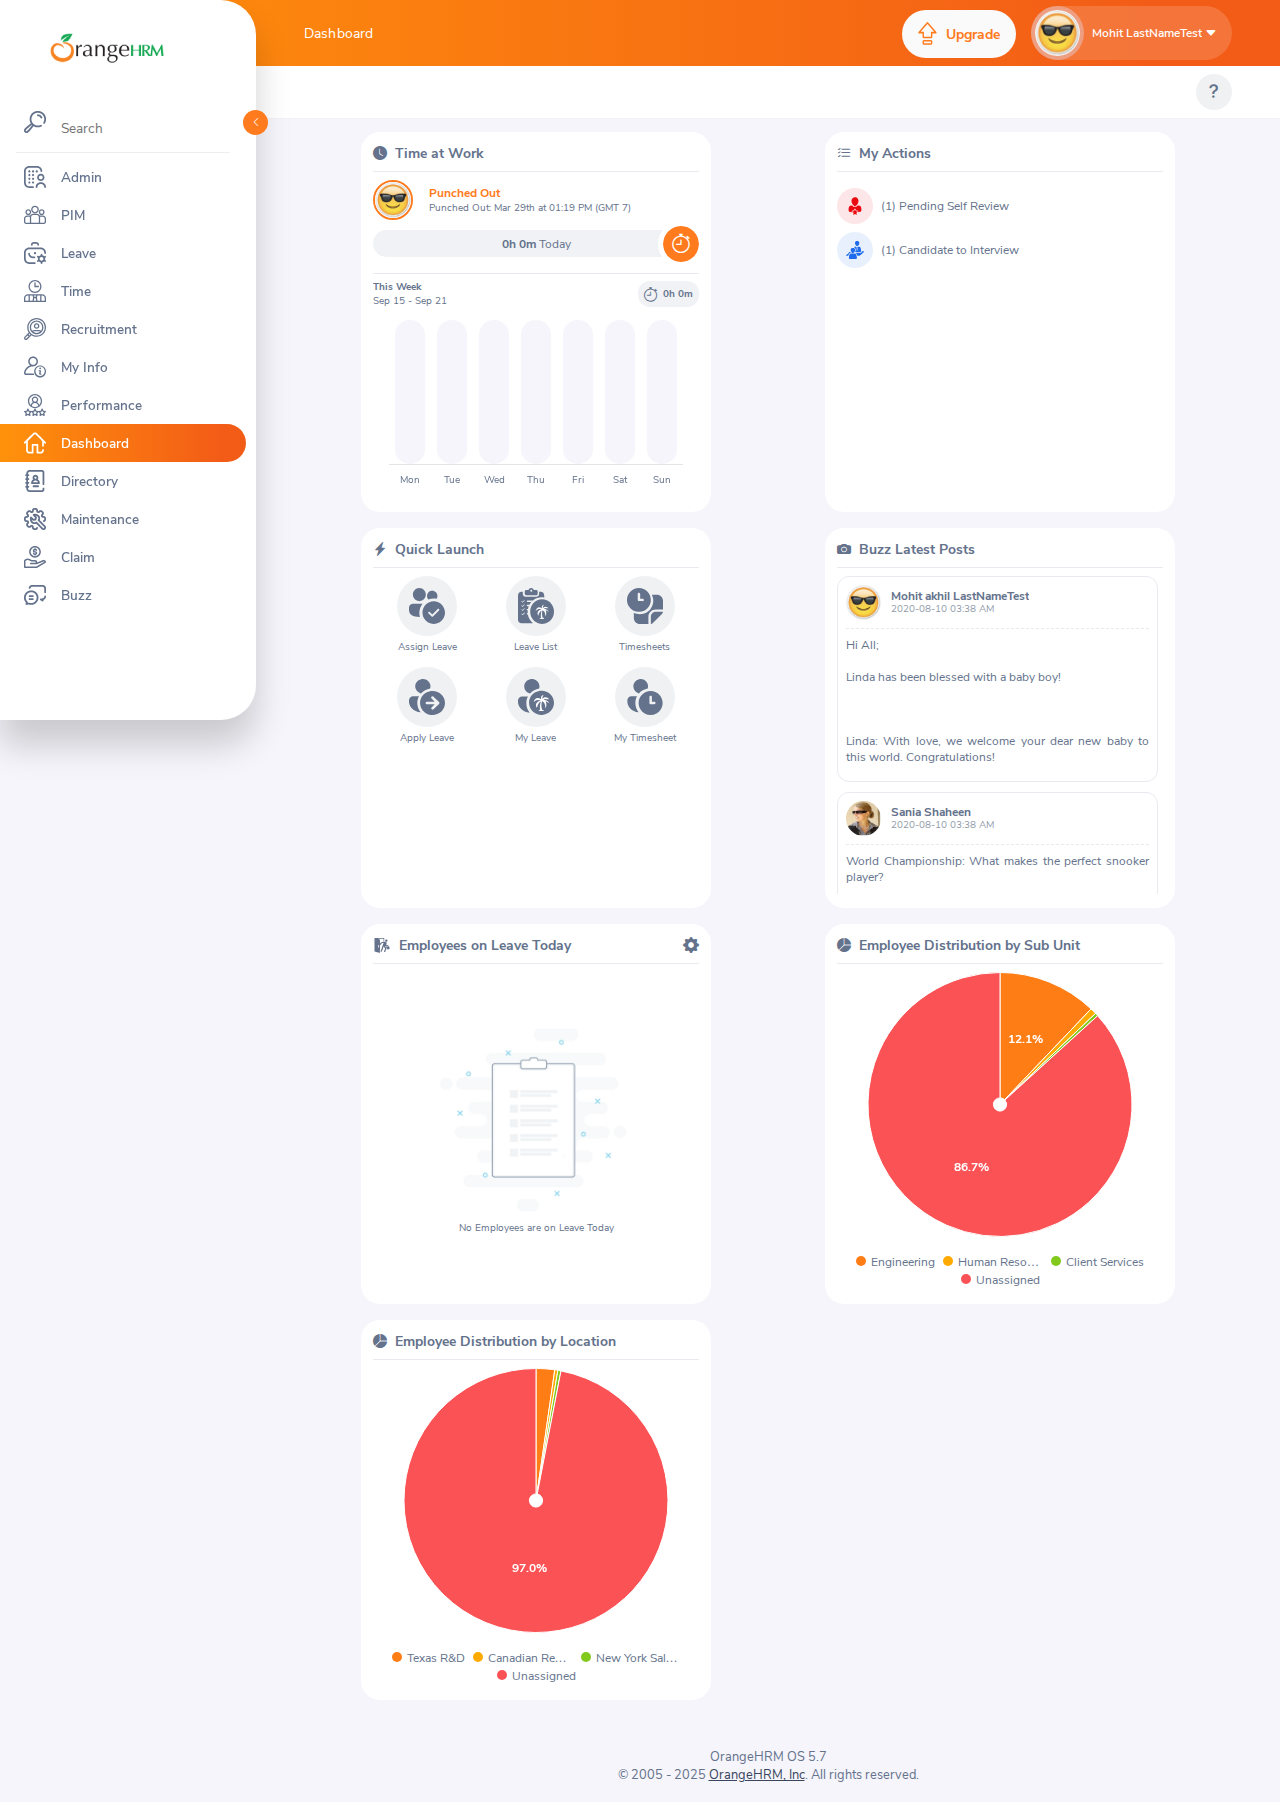 OrangeHRM
Search
Admin
PIM
Leave
Time
Recruitment
My Info
Performance
Dashboard
Directory
Maintenance
Claim
Buzz
Dashboard
Upgrade
Mohit LastNameTest
?
Time at Work
Punched Out
Punched Out: Mar 29th at 01:19 PM (GMT 7)
0h 0m Today
This Week
Sep 15 - Sep 21
0h 0m
Mon Tue Wed Thu Fri Sat Sun
My Actions
(1) Pending Self Review
(1) Candidate to Interview
Quick Launch
Assign Leave
Leave List
Timesheets
Apply Leave
My Leave
My Timesheet
Buzz Latest Posts
Mohit akhil LastNameTest
2020-08-10 03:38 AM
Hi All;
Linda has been blessed with a baby boy!
Linda: With love, we welcome your dear new baby to
this world. Congratulations!
Sania Shaheen
2020-08-10 03:38 AM
World Championship: What makes the perfect snooker
player?
Employees on Leave Today
No Employees are on Leave Today
Employee Distribution by Sub Unit
12.1%
86.7%
Engineering Human Reso... Client Services
Unassigned
Employee Distribution by Location
97.0%
Texas R&D Canadian Re... New York Sal...
Unassigned
OrangeHRM OS 5.7
© 2005 - 2025 OrangeHRM, Inc. All rights reserved.